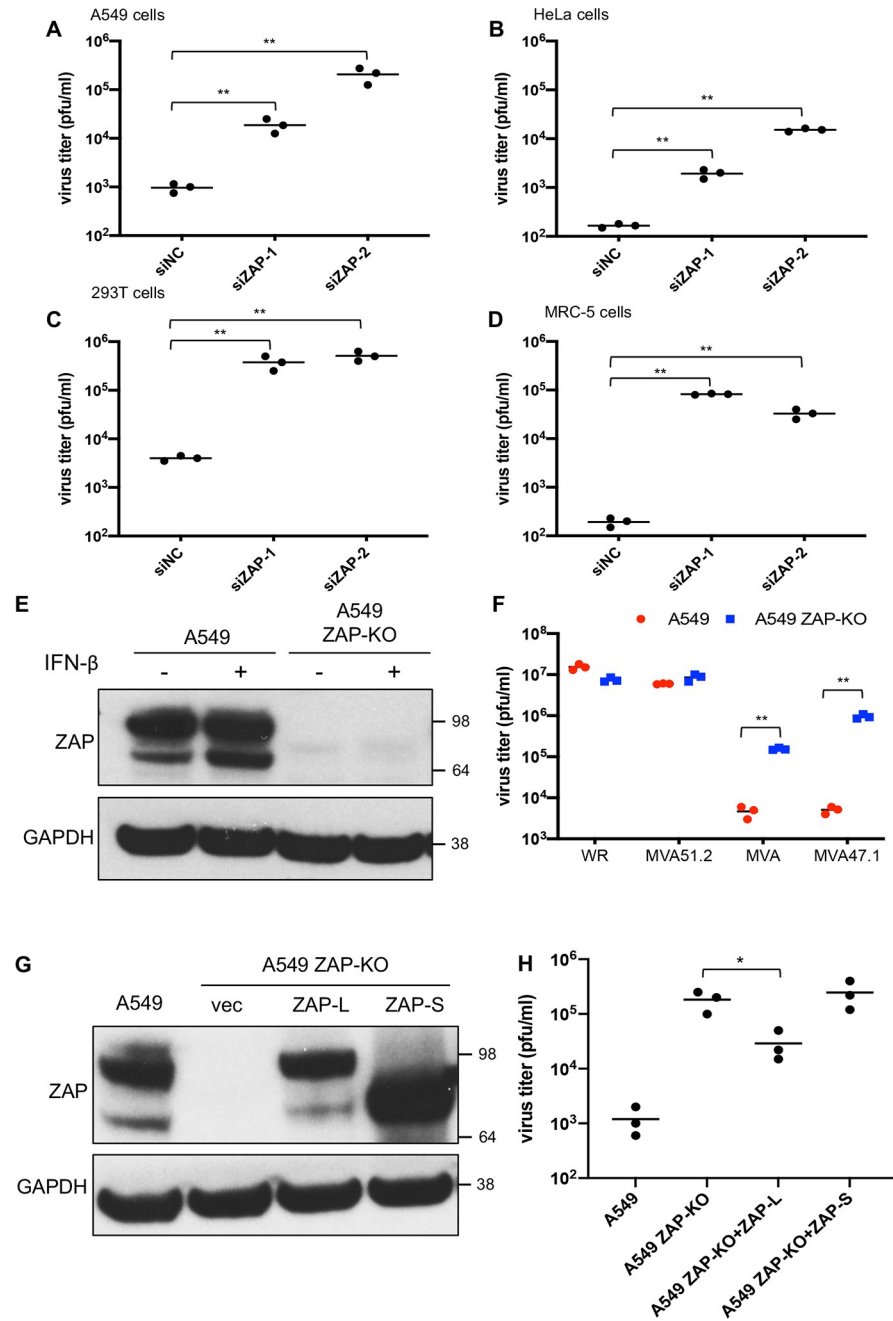 A
A549 cells
virus titer (pfu/ml)
10⁶
10⁵
10⁴
10³
10²
**
**
siNC
siZAP-1
siZAP-2
B
HeLa cells
virus titer (pfu/ml)
10⁶
10⁵
10⁴
10³
10²
**
**
siNC
siZAP-1
siZAP-2
C
293T cells
virus titer (pfu/ml)
10⁶
10⁵
10⁴
10³
10²
**
**
siNC
siZAP-1
siZAP-2
D
MRC-5 cells
virus titer (pfu/ml)
10⁶
10⁵
10⁴
10³
10²
**
**
siNC
siZAP-1
siZAP-2
E
A549
A549
ZAP-KO
IFN-β
- + - +
ZAP
98
64
GAPDH
38
F
A549 A549 ZAP-KO
virus titer (pfu/ml)
10⁸
10⁷
10⁶
10⁵
10⁴
10³
**
**
WR MVA51.2 MVA MVA47.1
G
A549 ZAP-KO
A549 vec ZAP-L ZAP-S
ZAP
98
64
GAPDH
38
H
virus titer (pfu/ml)
10⁶
10⁵
10⁴
10³
10²
*
A549
A549 ZAP-KO
A549 ZAP-KO+ZAP-L
A549 ZAP-KO+ZAP-S